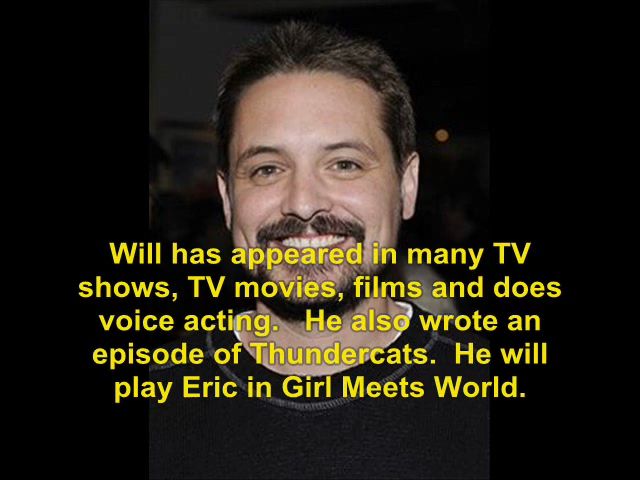 Will has appeared in many TV
shows, TV movies, films and does
voice acting.   He also wrote an
episode of Thundercats.  He will
play Eric in Girl Meets World.